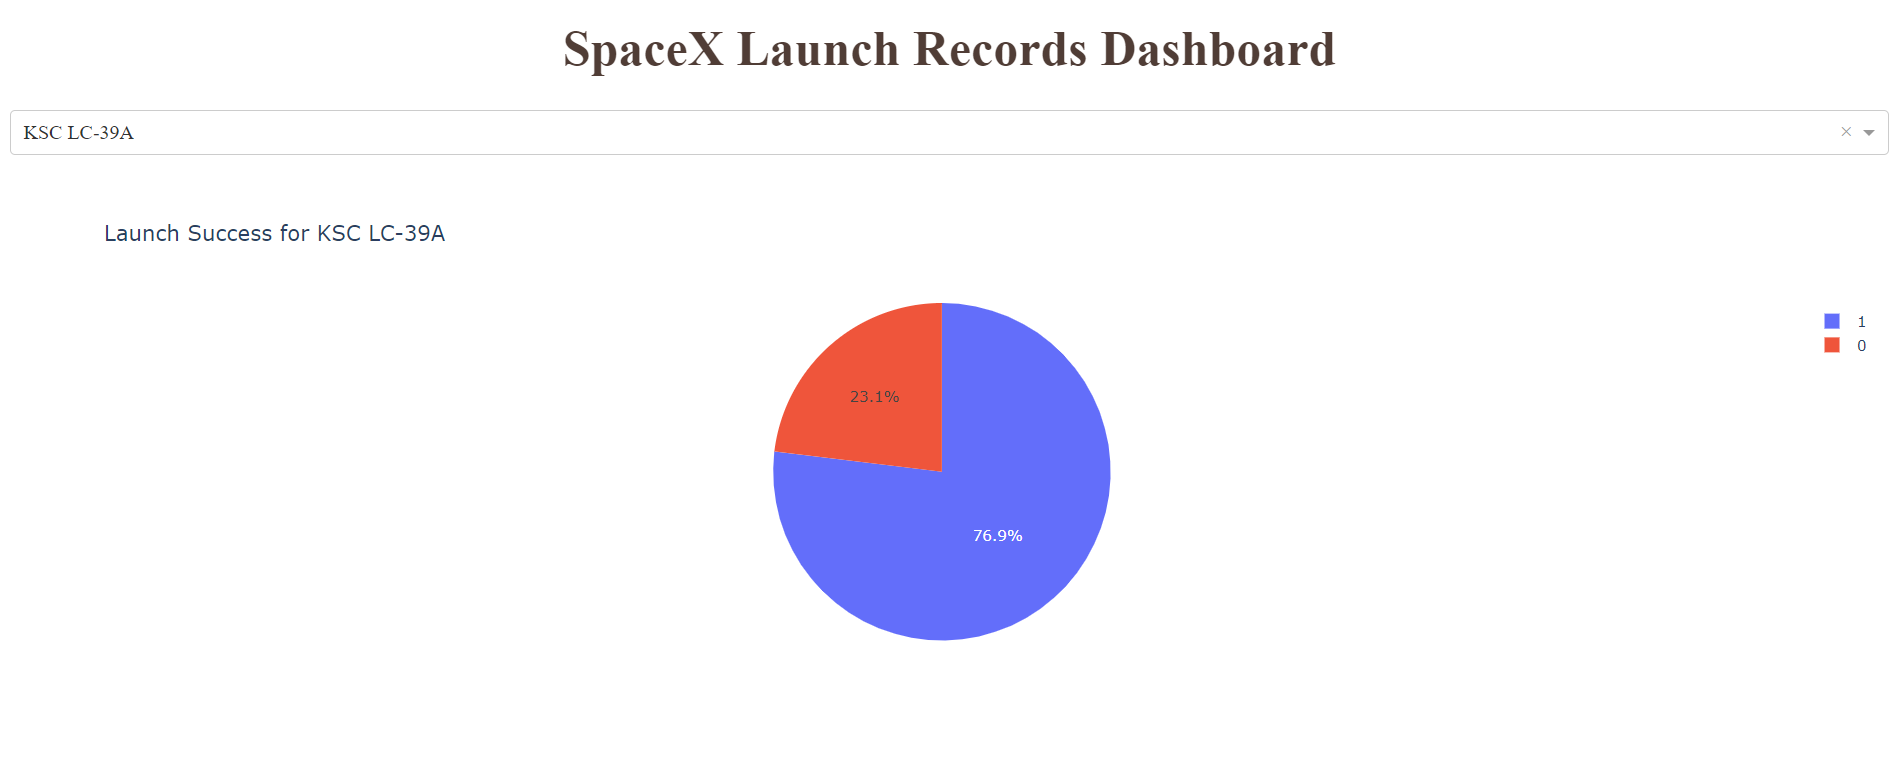 SpaceX Launch Records Dashboard
KSC LC-39A
×
Launch Success for KSC LC-39A
1
0
23.1%
76.9%